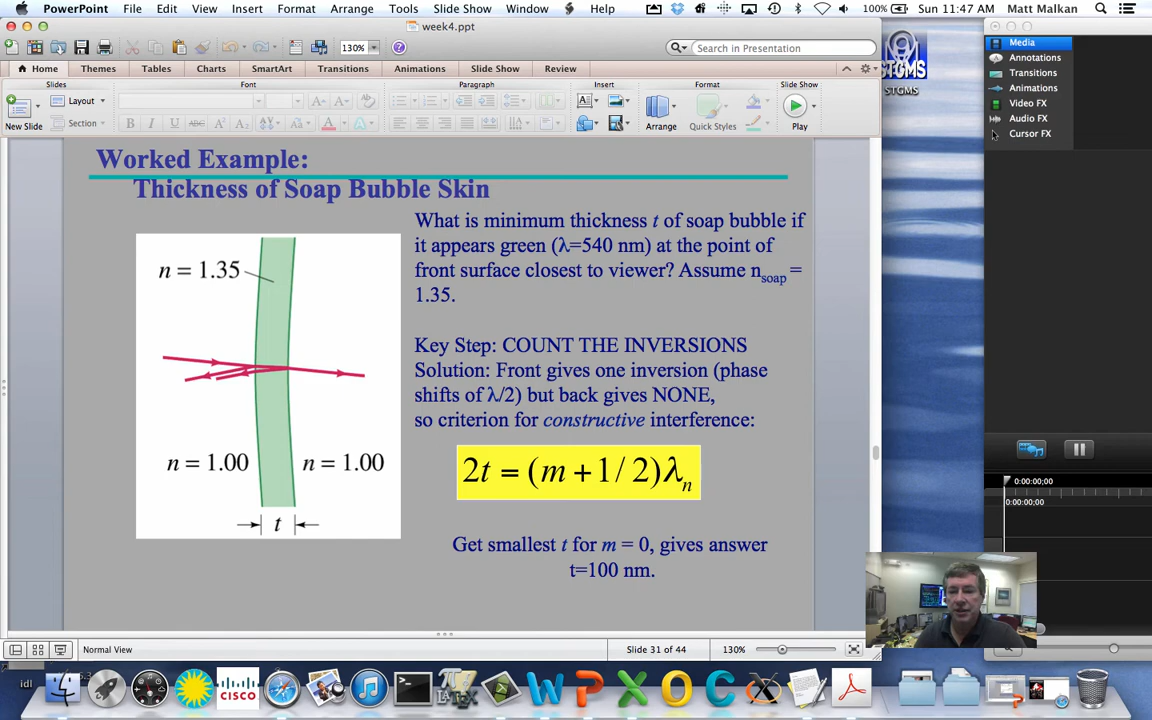 PowerPoint File Edit View Insert Format Arrange Tools Slide Show Window Help 100% Sun 11:47 AM Matt Malkan
week4.ppt
130% Search in Presentation
Home Themes Tables Charts SmartArt Transitions Animations Slide Show Review
Slides Font Paragraph Insert Format Slide Show
Layout
Section
New Slide
B I U ABC A A Aa A
Arrange Quick Styles Play
Media
Annotations
Transitions
Animations
Video FX
Audio FX
Cursor FX
STGMS
STGMS
Worked Example:
Thickness of Soap Bubble Skin
What is minimum thickness t of soap bubble if
it appears green (λ=540 nm) at the point of
front surface closest to viewer? Assume nsoap =
1.35.
Key Step: COUNT THE INVERSIONS
Solution: Front gives one inversion (phase
shifts of λ/2) but back gives NONE,
so criterion for constructive interference:
2t = (m + 1 / 2)λn
Get smallest t for m = 0, gives answer
t=100 nm.
n = 1.35
n = 1.00 n = 1.00
t
0:00:00;00
0:00:00;00
Normal View Slide 31 of 44 130%
idl
CISCO